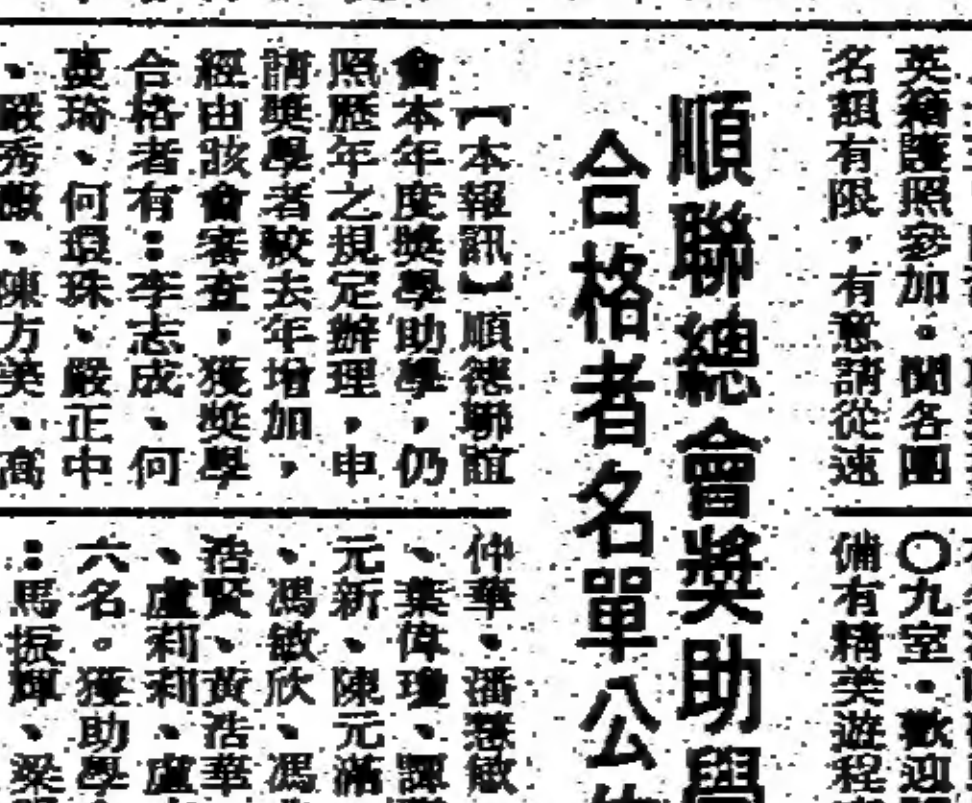 英籍護照參加。閱各團
名額有限，有意請從速
〇九室。歡迎
備有精美遊程
順聯總會獎助學
合格者名單公
【本報訊】順德聯誼
會本年度獎學助學，仍
照歷年之規定辦理，申
請獎學者較去年增加，
經由該會審查，獲獎學
合格者有：李志成、何
琦、何環珠、嚴正中
、嚴秀、陳方美、高
仲華、潘慧敏
、葉偉瓊、譚
元新、陳元滿
、馮敏欣、馮
浩賢、黃浩華
、盧莉莉、盧
六名。獲助學
：馬振輝、梁